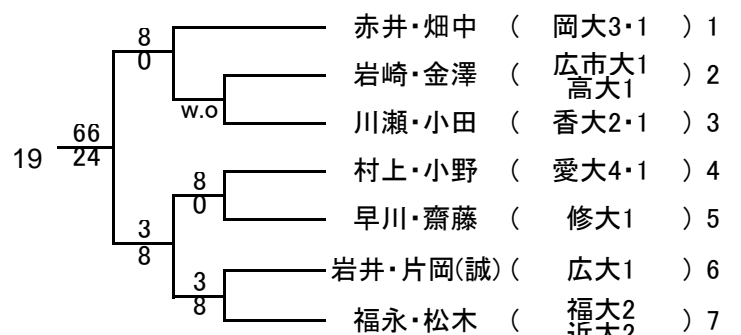 赤井・畑中 ( 岡大3・1 ) 1
8
0
岩崎・金澤 ( 広市大1 高大1 ) 2
w.o
川瀬・小田 ( 香大2・1 ) 3
19 66
24
村上・小野 ( 愛大4・1 ) 4
8
0
早川・齋藤 ( 修大1 ) 5
3
8
岩井・片岡(誠) ( 広大1 ) 6
3
8
福永・松木 ( 福大2 近大2 ) 7